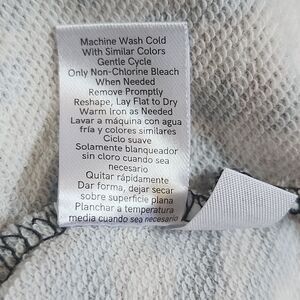 Machine Wash Cold
With Similar Colors
Gentle Cycle
Only Non-Chlorine Bleach
When Needed
Remove Promptly
Reshape, Lay Flat to Dry
Warm Iron as Needed
Lavar a máquina con agua
fría y colores similares
Ciclo suave
Solamente blanqueador
sin cloro cuando sea
necesario
Quitar rápidamente
Dar forma, dejar secar
sobre superficie plana
Planchar a temperatura
media cuando sea necesario